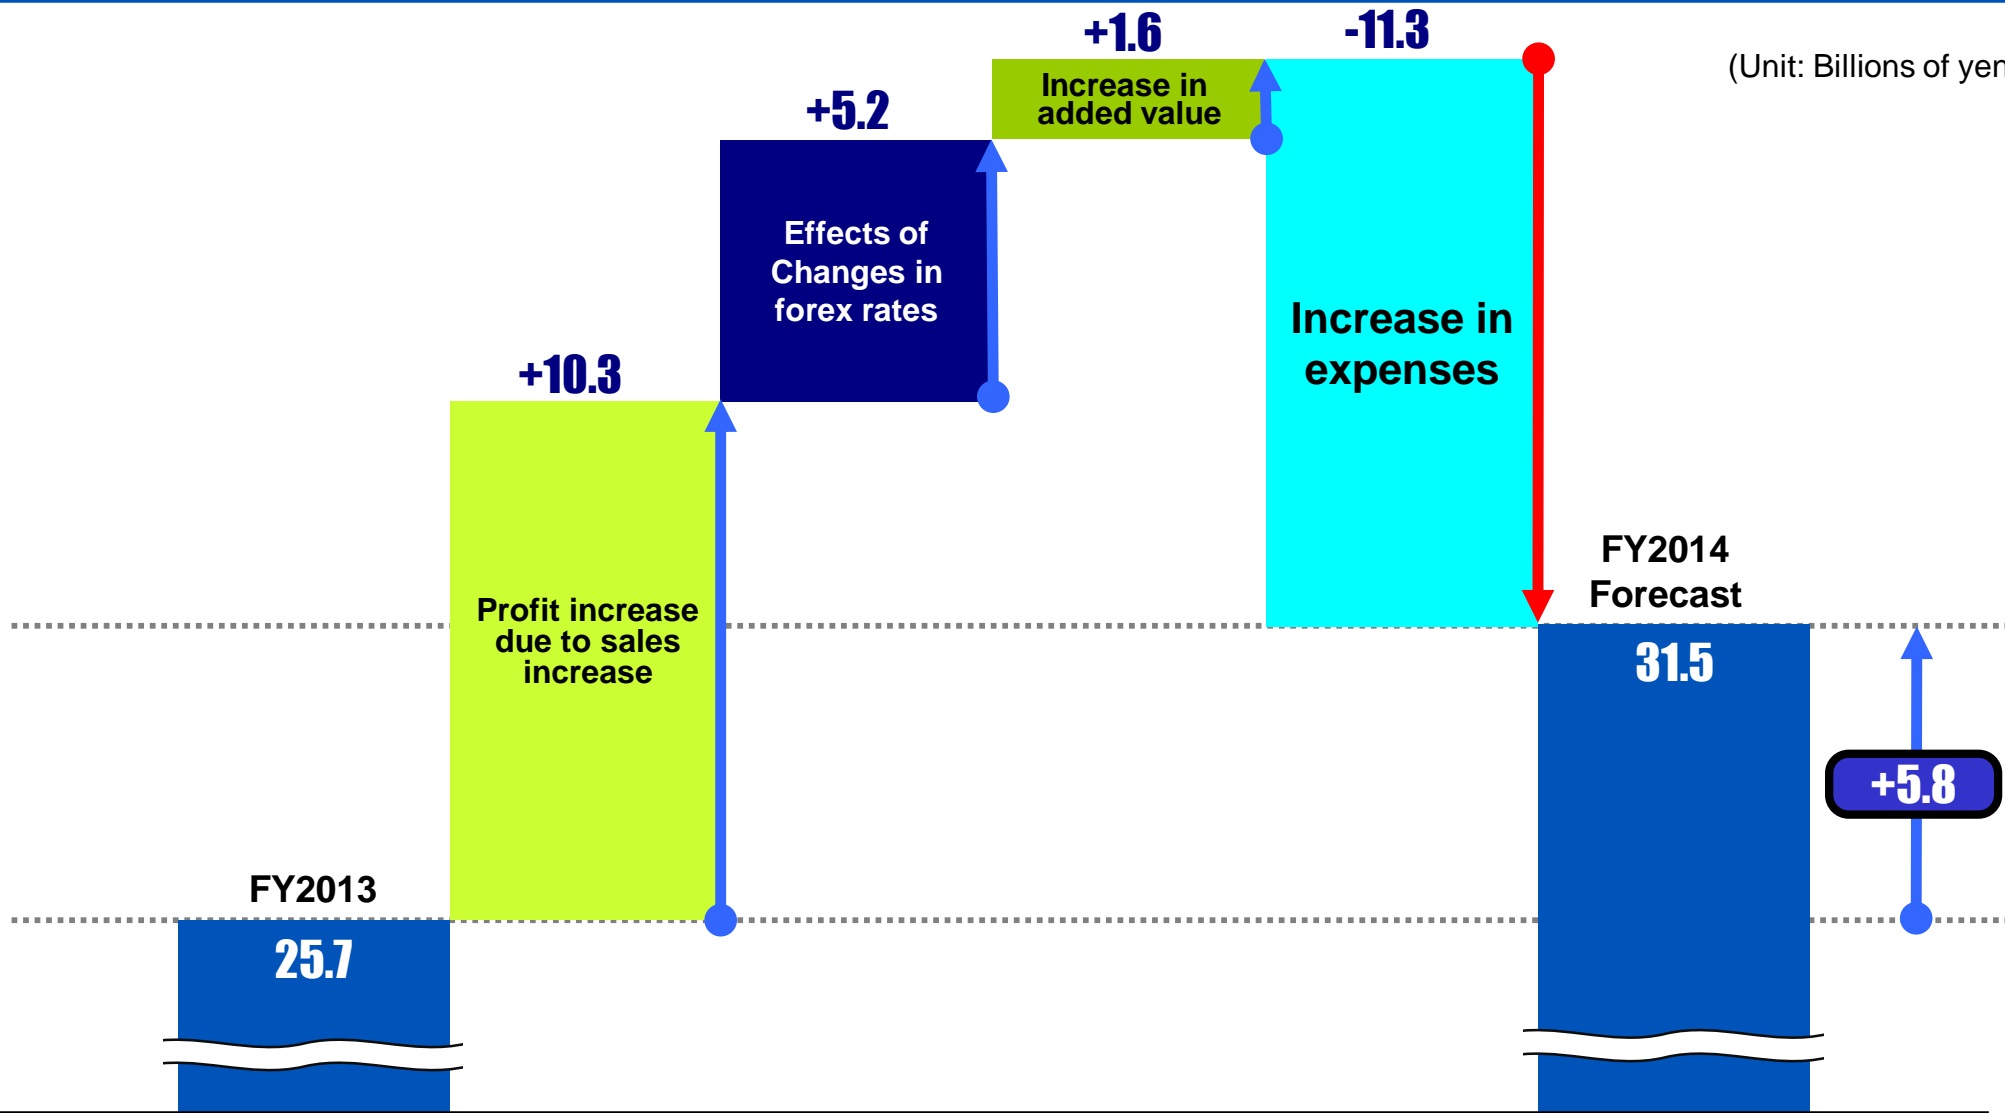 (Unit: Billions of yen
+1.6
-11.3
Increase in
added value
+5.2
Effects of
Changes in
forex rates
Increase in
expenses
+10.3
Profit increase
due to sales
increase
FY2014
Forecast
31.5
+5.8
FY2013
25.7